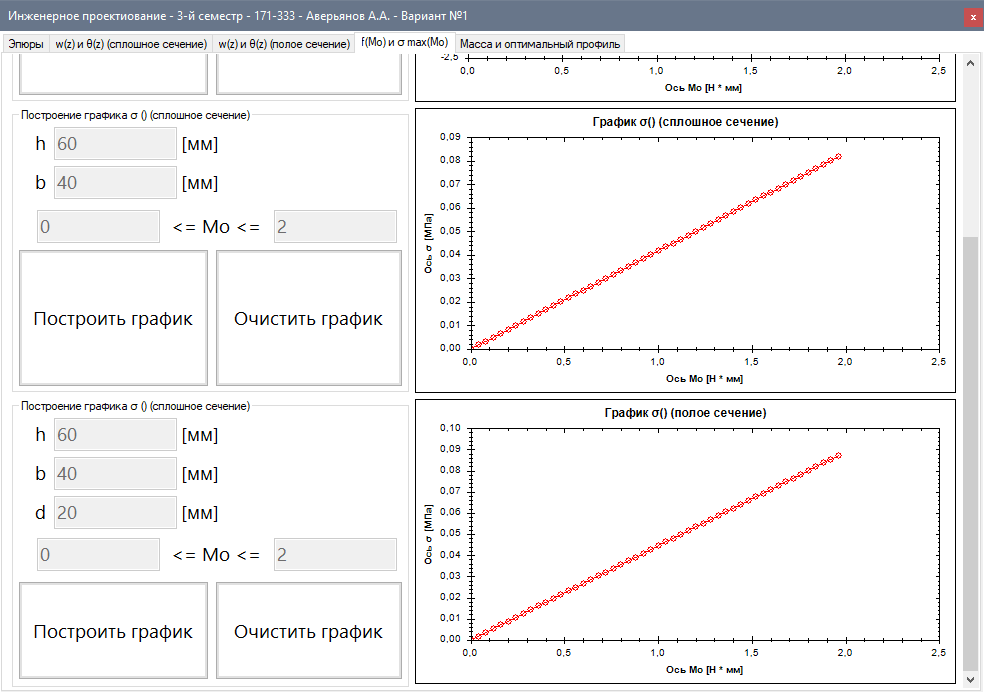 Инженерное проектиование - 3-й семестр - 171-333 - Аверьянов А.А. - Вариант №1
x
Эпюры
w(z) и θ(z) (сплошное сечение)
w(z) и θ(z) (полое сечение)
f(Mo) и σ max(Mo)
Масса и оптимальный профиль
-2,5
0,0 0,5 1,0 1,5 2,0 2,5
Ось Mo [Н * мм]
Построение графика σ () (сплошное сечение)
h 60 [мм]
b 40 [мм]
0 <= Mo <= 2
Построить график
Очистить график
График σ() (сплошное сечение)
Ось σ [МПа]
0,09
0,08
0,07
0,06
0,05
0,04
0,03
0,02
0,01
0,00
0,0 0,5 1,0 1,5 2,0 2,5
Ось Mo [Н * мм]
Построение графика σ () (сплошное сечение)
h 60 [мм]
b 40 [мм]
d 20 [мм]
0 <= Mo <= 2
Построить график
Очистить график
График σ() (полое сечение)
Ось σ [МПа]
0,10
0,09
0,08
0,07
0,06
0,05
0,04
0,03
0,02
0,01
0,00
0,0 0,5 1,0 1,5 2,0 2,5
Ось Mo [Н * мм]